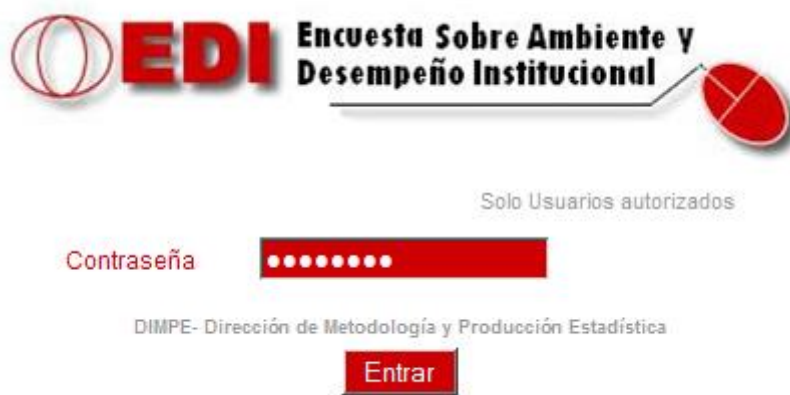 EDI Encuesta Sobre Ambiente y
Desempeño Institucional
Solo Usuarios autorizados
Contraseña ●●●●●●●●
DIMPE- Dirección de Metodología y Producción Estadística
Entrar